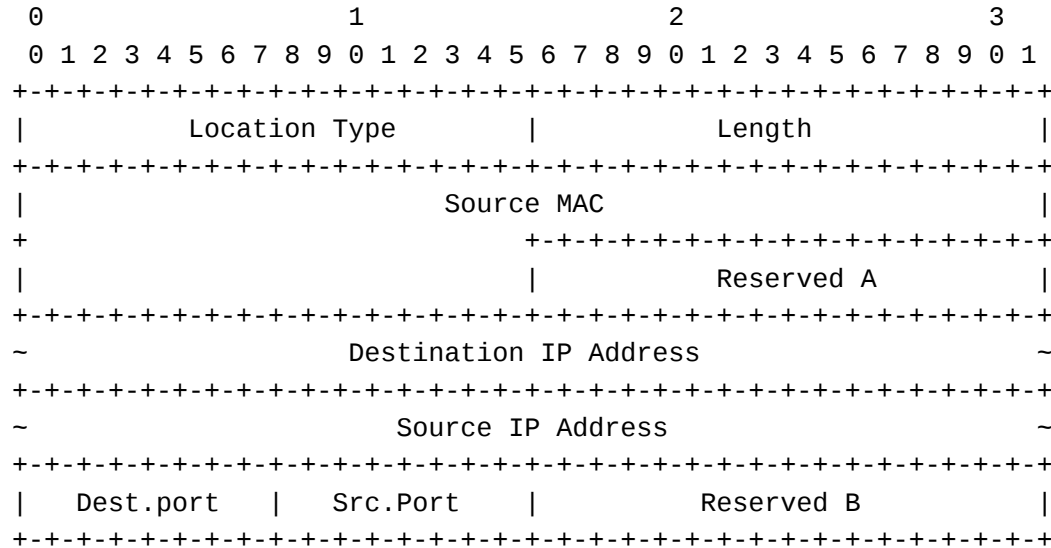 0                   1                   2                   3
 0 1 2 3 4 5 6 7 8 9 0 1 2 3 4 5 6 7 8 9 0 1 2 3 4 5 6 7 8 9 0 1
+-+-+-+-+-+-+-+-+-+-+-+-+-+-+-+-+-+-+-+-+-+-+-+-+-+-+-+-+-+-+-+-+
|          Location Type        |           Length              |
+-+-+-+-+-+-+-+-+-+-+-+-+-+-+-+-+-+-+-+-+-+-+-+-+-+-+-+-+-+-+-+-+
|                          Source MAC                           |
+                               +-+-+-+-+-+-+-+-+-+-+-+-+-+-+-+-+
|                               |           Reserved A          |
+-+-+-+-+-+-+-+-+-+-+-+-+-+-+-+-+-+-+-+-+-+-+-+-+-+-+-+-+-+-+-+-+
~                    Destination IP Address                     ~
+-+-+-+-+-+-+-+-+-+-+-+-+-+-+-+-+-+-+-+-+-+-+-+-+-+-+-+-+-+-+-+-+
~                       Source IP Address                       ~
+-+-+-+-+-+-+-+-+-+-+-+-+-+-+-+-+-+-+-+-+-+-+-+-+-+-+-+-+-+-+-+-+
|   Dest.port   |   Src.Port    |          Reserved B           |
+-+-+-+-+-+-+-+-+-+-+-+-+-+-+-+-+-+-+-+-+-+-+-+-+-+-+-+-+-+-+-+-+